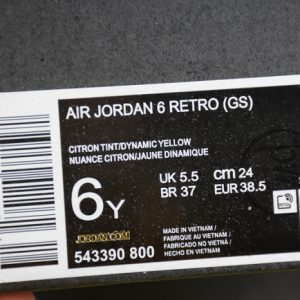 AIR JORDAN 6 RETRO (GS)
CITRON TINT/DYNAMIC YELLOW
NUANCE CITRON/JAUNE DINAMIQUE
6Y
UK 5.5 cm 24
BR 37 EUR 38.5
JORDAN.COM
543390 800
MADE IN VIETNAM /
FABRIQUE AU VIETNAM /
FABRICADO NO VIETNÃ /
HECHO EN VIETNAM